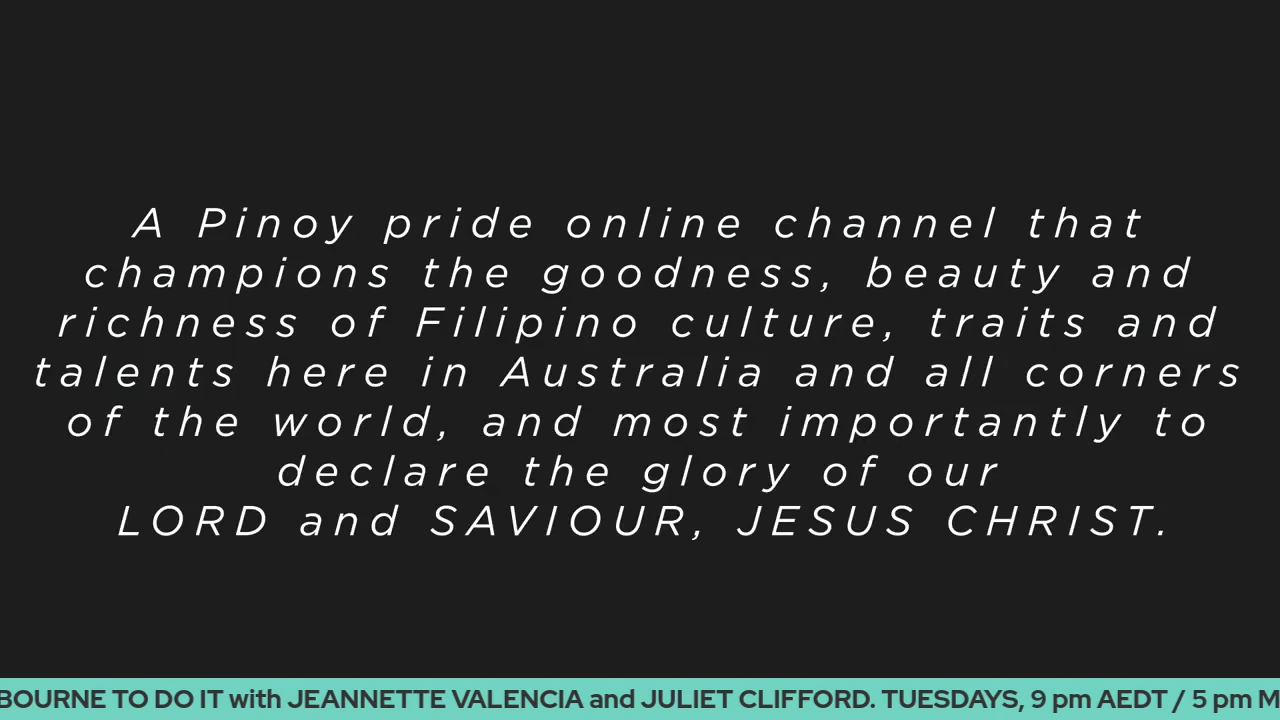 A Pinoy pride online channel that
champions the goodness, beauty and
richness of Filipino culture, traits and
talents here in Australia and all corners
of the world, and most importantly to
declare the glory of our
LORD and SAVIOUR, JESUS CHRIST.
BOURNE TO DO IT with JEANNETTE VALENCIA and JULIET CLIFFORD. TUESDAYS, 9 pm AEDT / 5 pm M